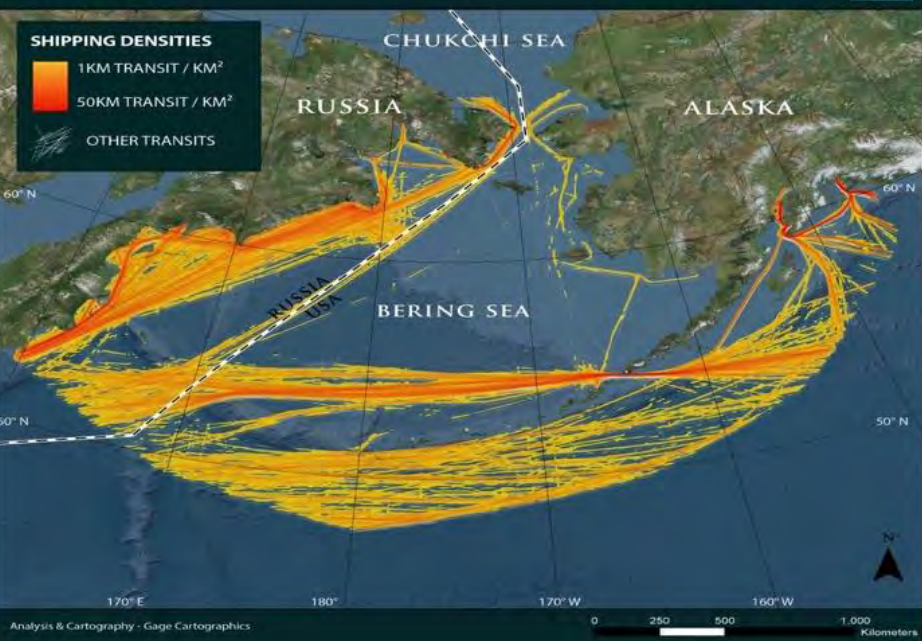 CHUKCHI SEA
SHIPPING DENSITIES
1KM TRANSIT / KM²
50KM TRANSIT / KM²
OTHER TRANSITS
RUSSIA
ALASKA
60° N
60° N
RUSSIA
USA
BERING SEA
50° N
50° N
N
170° E
180°
170° W
160° W
Analysis & Cartography - Gage Cartographics
0 250 500 1.000
Kilometers